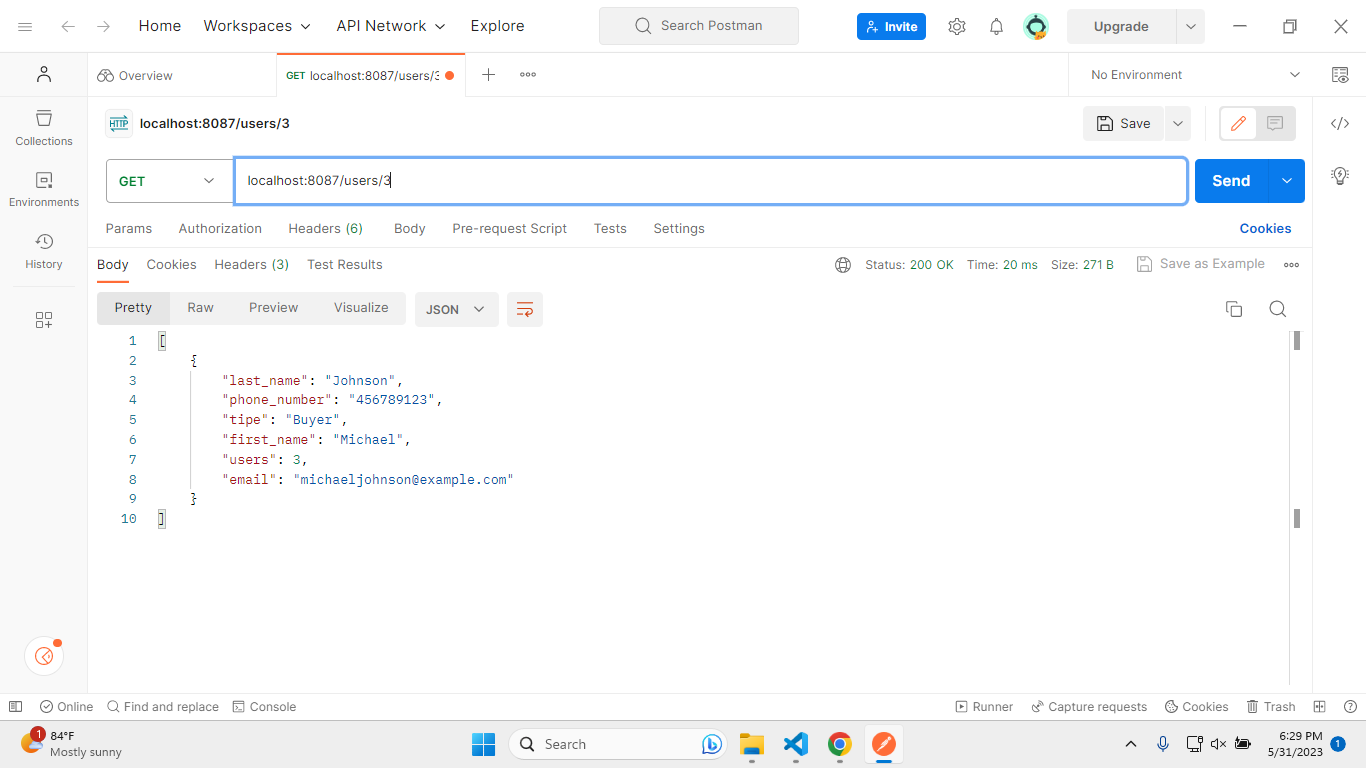 Home Workspaces API Network Explore Search Postman Invite Upgrade
Overview GET localhost:8087/users/3 No Environment
HTTP localhost:8087/users/3 Save
GET localhost:8087/users/3 Send
Params Authorization Headers (6) Body Pre-request Script Tests Settings Cookies
Body Cookies Headers (3) Test Results Status: 200 OK Time: 20 ms Size: 271 B Save as Example
Pretty Raw Preview Visualize JSON
1 [
2 {
3 "last_name": "Johnson",
4 "phone_number": "456789123",
5 "tipe": "Buyer",
6 "first_name": "Michael",
7 "users": 3,
8 "email": "michaeljohnson@example.com"
9 }
10 ]
Collections
Environments
History
Online Find and replace Console Runner Capture requests Cookies Trash
1 84°F
Mostly sunny
Search
6:29 PM
5/31/2023
1